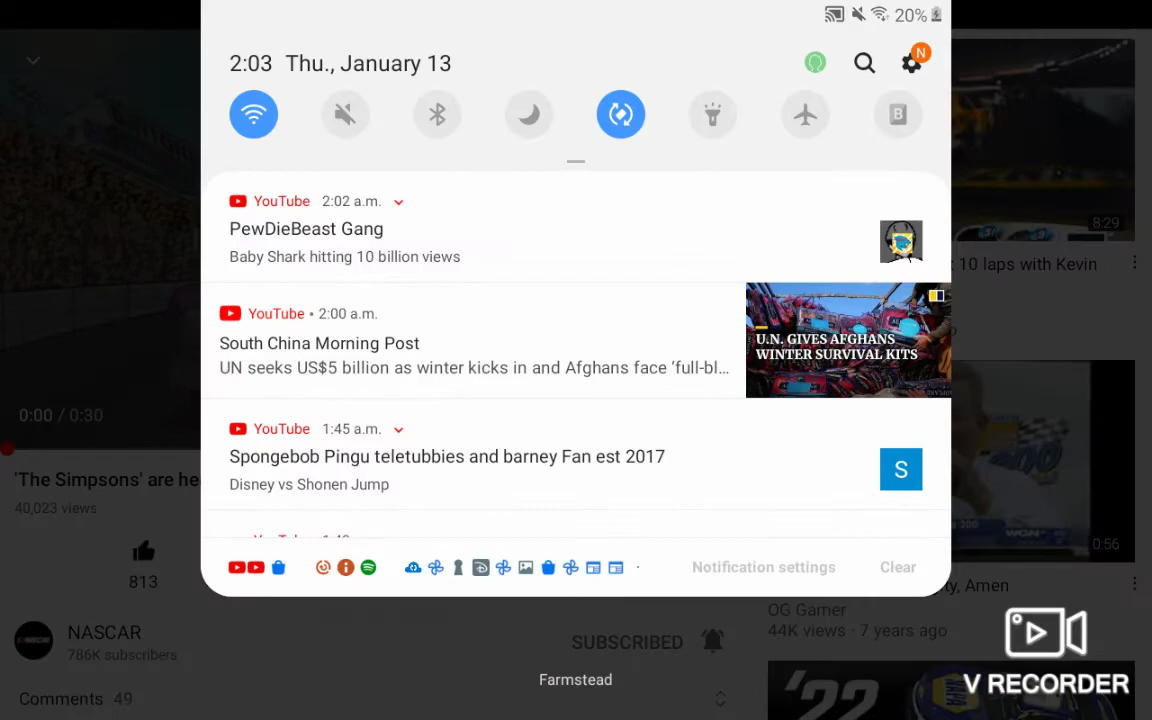 20%
2:03 Thu., January 13
N
B
YouTube 2:02 a.m.
PewDieBeast Gang
Baby Shark hitting 10 billion views
YouTube • 2:00 a.m.
South China Morning Post
UN seeks US$5 billion as winter kicks in and Afghans face ‘full-bl...
U.N. GIVES AFGHANS
WINTER SURVIVAL KITS
YouTube 1:45 a.m.
Spongebob Pingu teletubbies and barney Fan est 2017
Disney vs Shonen Jump
S
Notification settings Clear
0:00 / 0:30
'The Simpsons' are he
40,023 views
813
NASCAR
786K subscribers
SUBSCRIBED
Comments 49
Farmstead
8:29
10 laps with Kevin
0:56
ty, Amen
OG Gamer
44K views · 7 years ago
'22
V RECORDER